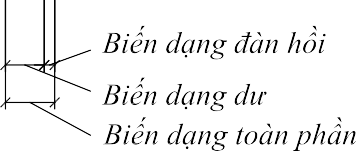 Biến dạng đàn hồi
Biến dạng dư
Biến dạng toàn phần